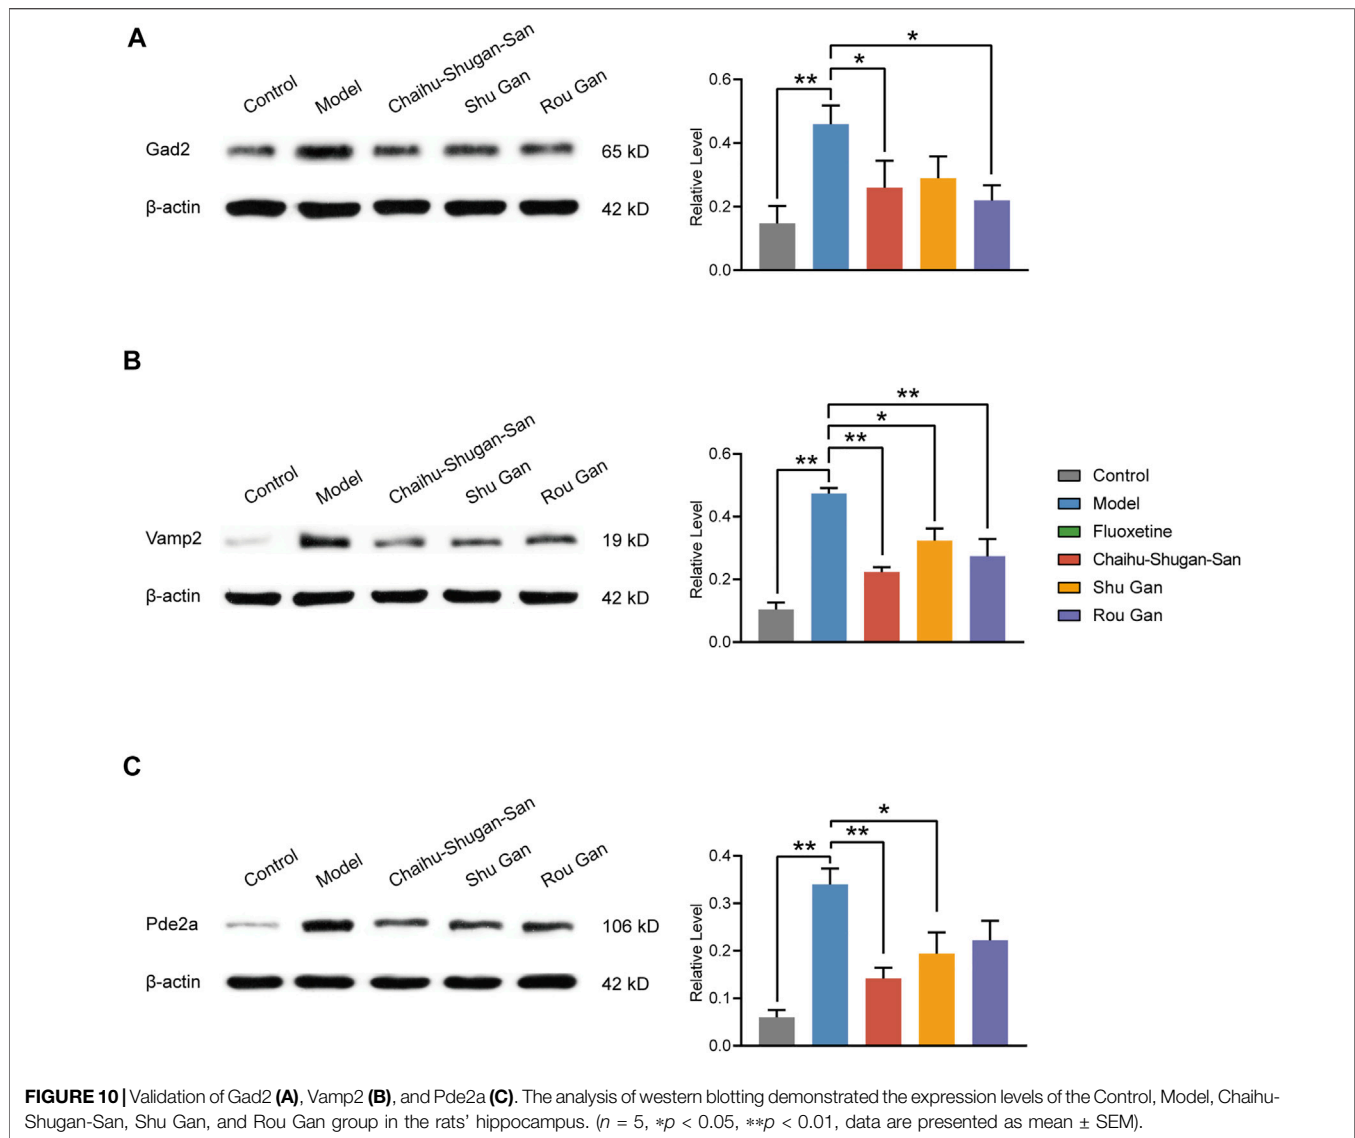 A
Control
Model
Chaihu-Shugan-San
Shu Gan
Rou Gan
Gad2
65 kD
β-actin
42 kD
Relative Level
0.6
0.4
0.2
0.0
**
*
*
B
Control
Model
Chaihu-Shugan-San
Shu Gan
Rou Gan
Vamp2
19 kD
β-actin
42 kD
Relative Level
0.6
0.4
0.2
0.0
**
**
*
**
Control
Model
Fluoxetine
Chaihu-Shugan-San
Shu Gan
Rou Gan
C
Control
Model
Chaihu-Shugan-San
Shu Gan
Rou Gan
Pde2a
106 kD
β-actin
42 kD
Relative Level
0.4
0.3
0.2
0.1
0.0
**
**
*
FIGURE 10 | Validation of Gad2 (A), Vamp2 (B), and Pde2a (C). The analysis of western blotting demonstrated the expression levels of the Control, Model, Chaihu-
Shugan-San, Shu Gan, and Rou Gan group in the rats’ hippocampus. (n = 5, *p < 0.05, **p < 0.01, data are presented as mean ± SEM).